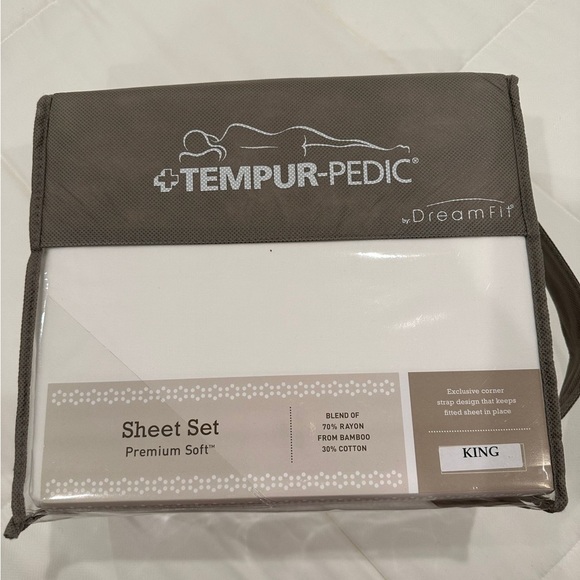 TEMPUR-PEDIC®
by DreamFit®
Sheet Set
Premium Soft™
BLEND OF
70% RAYON
FROM BAMBOO
30% COTTON
Exclusive corner
strap design that keeps
fitted sheet in place
KING